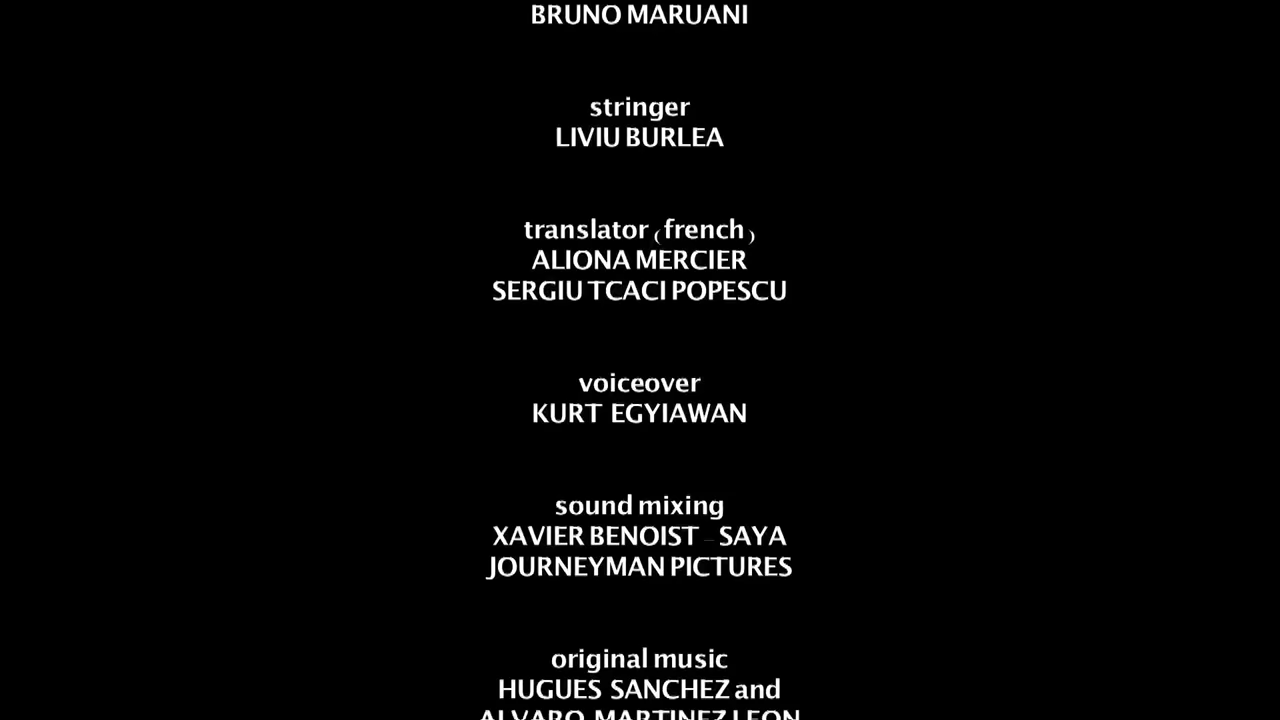 BRUNO MARUANI
stringer
LIVIU BURLEA
translator (french)
ALIONA MERCIER
SERGIU TCACI POPESCU
voiceover
KURT EGYIAWAN
sound mixing
XAVIER BENOIST - SAYA
JOURNEYMAN PICTURES
original music
HUGUES SANCHEZ and
ALVARO MARTINEZ LEON